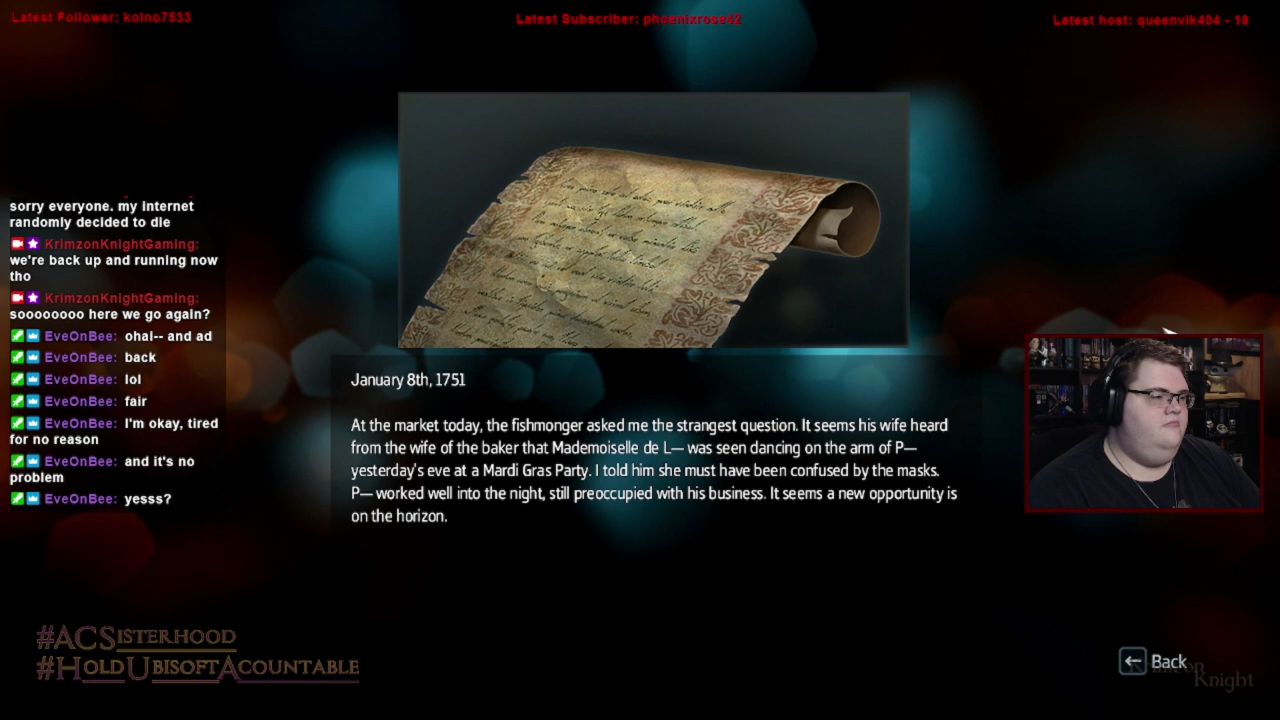 Latest Follower: kolno7533
Latest Subscriber: phoenixrose42
Latest host: queenvik404 - 18
sorry everyone. my internet
randomly decided to die
KrimzonKnightGaming:
we're back up and running now
tho
KrimzonKnightGaming:
soooooooo here we go again?
EveOnBee: ohai-- and ad
EveOnBee: back
EveOnBee: lol
EveOnBee: fair
EveOnBee: I'm okay, tired
for no reason
EveOnBee: and it's no
problem
EveOnBee: yesss?
January 8th, 1751
At the market today, the fishmonger asked me the strangest question. It seems his wife heard
from the wife of the baker that Mademoiselle de L— was seen dancing on the arm of P—
yesterday's eve at a Mardi Gras Party. I told him she must have been confused by the masks.
P— worked well into the night, still preoccupied with his business. It seems a new opportunity is
on the horizon.
#ACSisterhood
#HoldUbisoftAcountable
Back
Knight